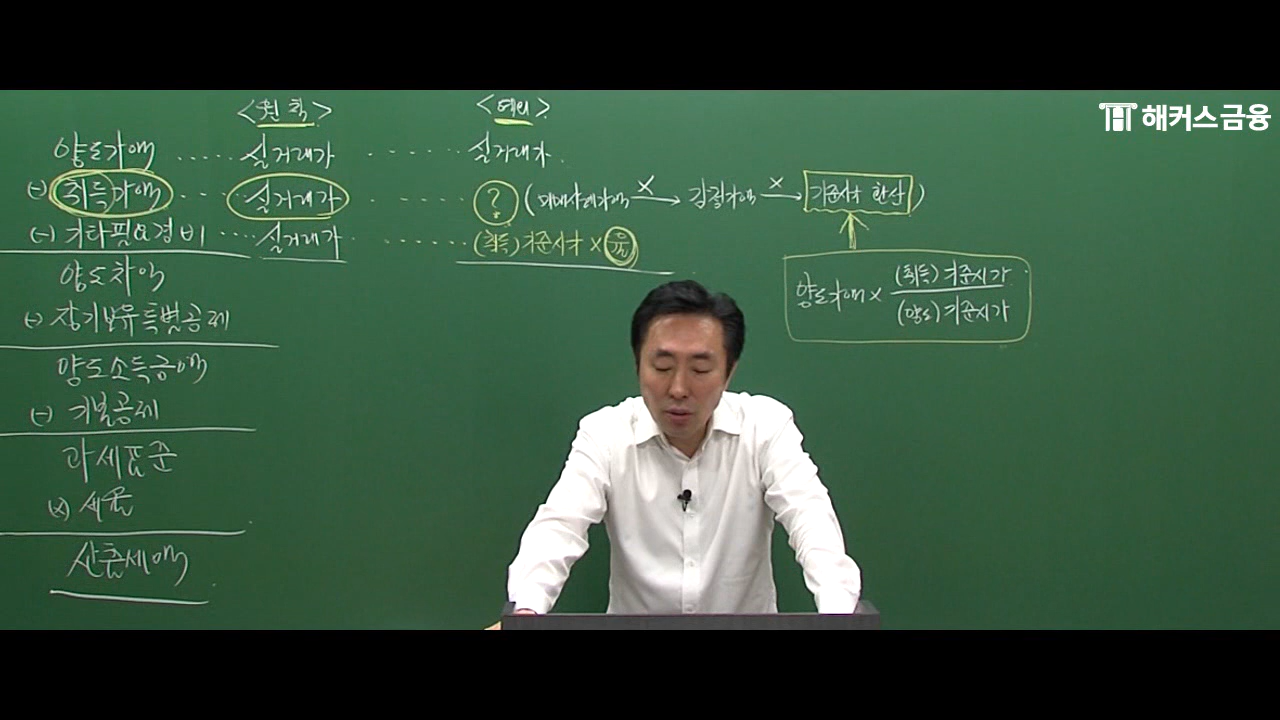 해커스금융
<원칙> <예외>
양도가액 ..... 실거래가 ..... 실거래가
(-) 취득가액 ... 실거래가 ..... ? (매매사례가액 X→ 감정가액 X→ 기준시가 환산)
(-) 기타필요경비 .... 실거래가 ..... (취득) 기준시가 × 율
양도차익
양도가액 × (취득) 기준시가
(양도) 기준시가
(-) 장기보유특별공제
양도소득금액
(-) 기본공제
과세표준
(x) 세율
산출세액